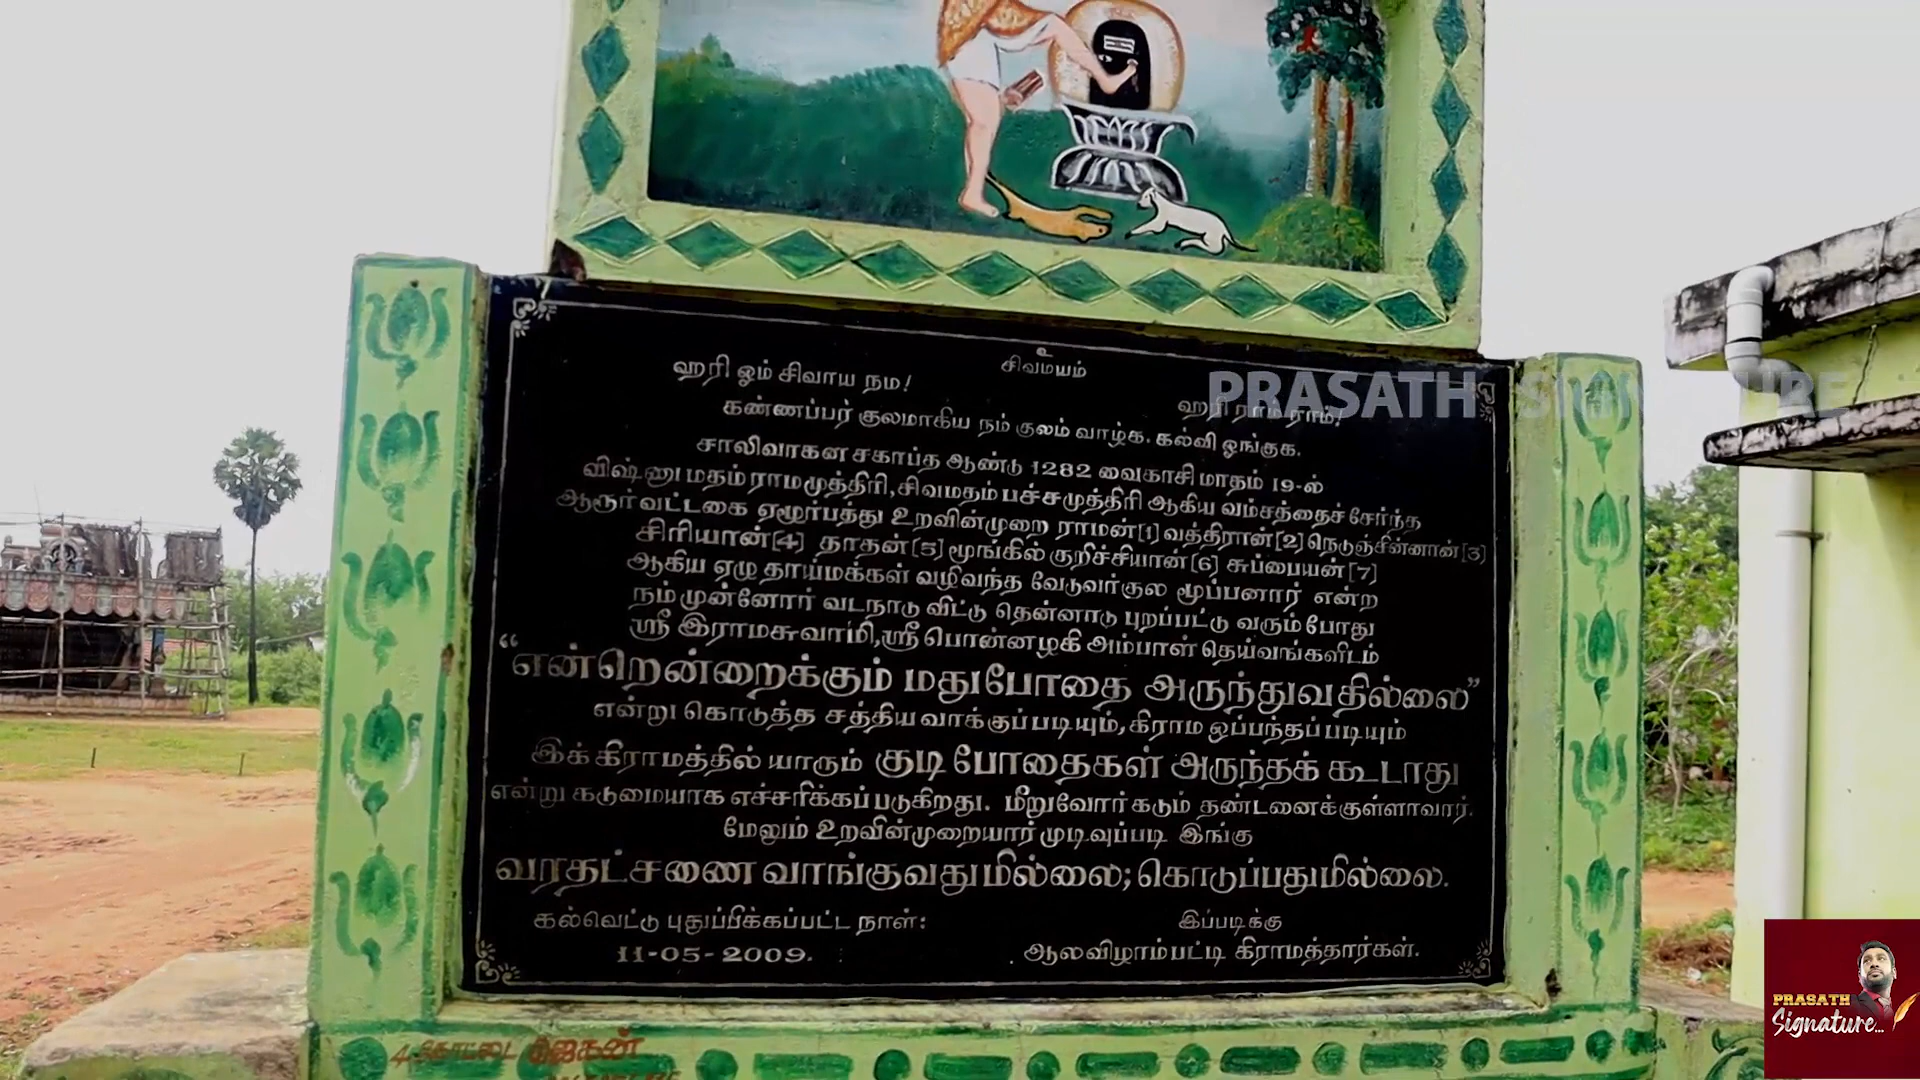 உ
சிவமயம்
ஹரி ஓம் சிவாய நம! ஹரி ராம் ராம்!
கண்ணப்பர் குலமாகிய நம் குலம் வாழ்க. கல்வி ஓங்குக.
சாலிவாகன சகாப்த ஆண்டு 1282 வைகாசி மாதம் 19-ல்
விஷ்ணு மதம் ராமமுத்திரி, சிவமதம் பச்சமுத்திரி ஆகிய வம்சத்தைச் சேர்ந்த
ஆரூர்வட்டகை ஏழூர்பத்து உறவின்முறை ராமன்[1] வத்திரான்[2] நெடுஞ்சின்னான்[3]
சிரியான்[4] தாதன்[5] மூங்கில் குறிச்சியான்[6] சுப்பையன்[7]
ஆகிய ஏழு தாய்மக்கள் வழிவந்த வேடுவர்குல மூப்பனார் என்ற
நம் முன்னோர் வடநாடு விட்டு தென்னாடு புறப்பட்டு வரும்போது
ஸ்ரீ இராமசுவாமி,ஸ்ரீ பொன்னழகி அம்பாள் தெய்வங்களிடம்
“என்றென்றைக்கும் மதுபோதை அருந்துவதில்லை”
என்று கொடுத்த சத்தியவாக்குப்படியும், கிராம ஒப்பந்தப்படியும்
இக்கிராமத்தில் யாரும் குடி போதைகள் அருந்தக் கூடாது
என்று கடுமையாக எச்சரிக்கப்படுகிறது. மீறுவோர் கடும் தண்டனைக்குள்ளாவார்.
மேலும் உறவின்முறையார் முடிவுப்படி இங்கு
வரதட்சணை வாங்குவதுமில்லை; கொடுப்பதுமில்லை.
கல்வெட்டு புதுப்பிக்கப்பட்ட நாள்: இப்படிக்கு
11-05-2009. ஆலவிழாம்பட்டி கிராமத்தார்கள்.
PRASATH SIGNATURE
PRASATH
Signature...